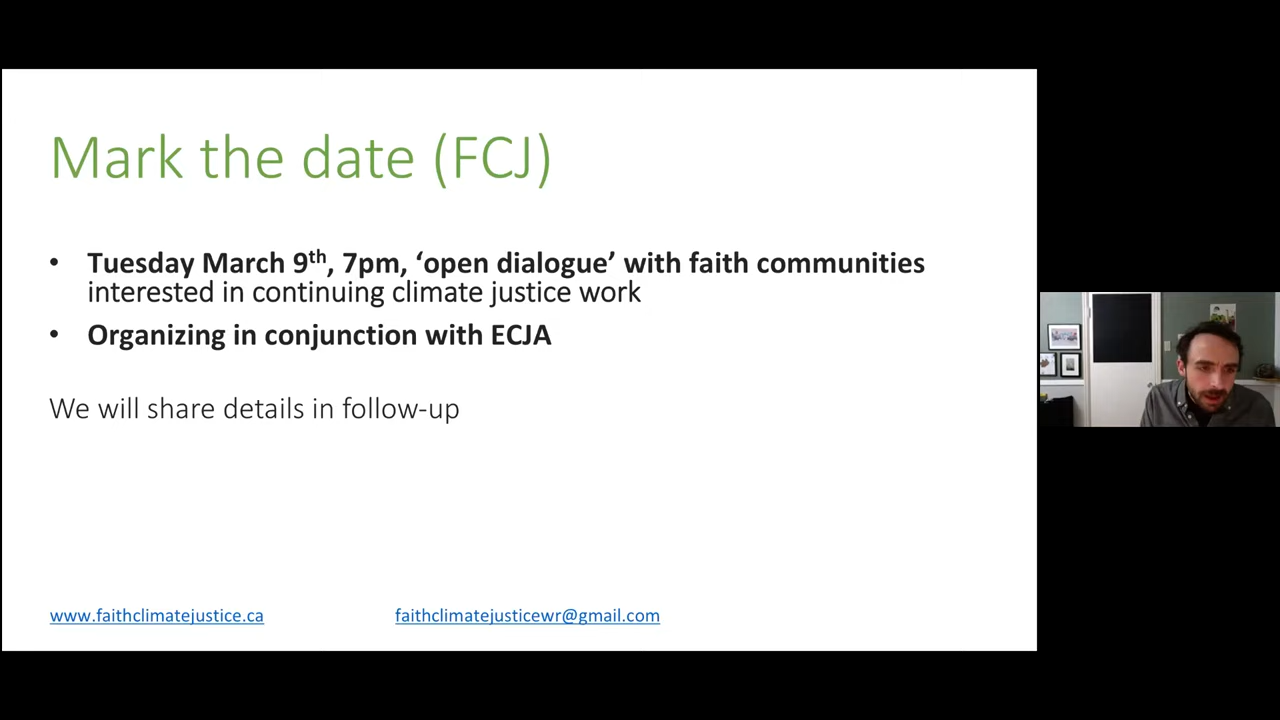 Mark the date (FCJ)
• Tuesday March 9th, 7pm, ‘open dialogue’ with faith communities
interested in continuing climate justice work
• Organizing in conjunction with ECJA
We will share details in follow-up
www.faithclimatejustice.ca faithclimatejusticewr@gmail.com